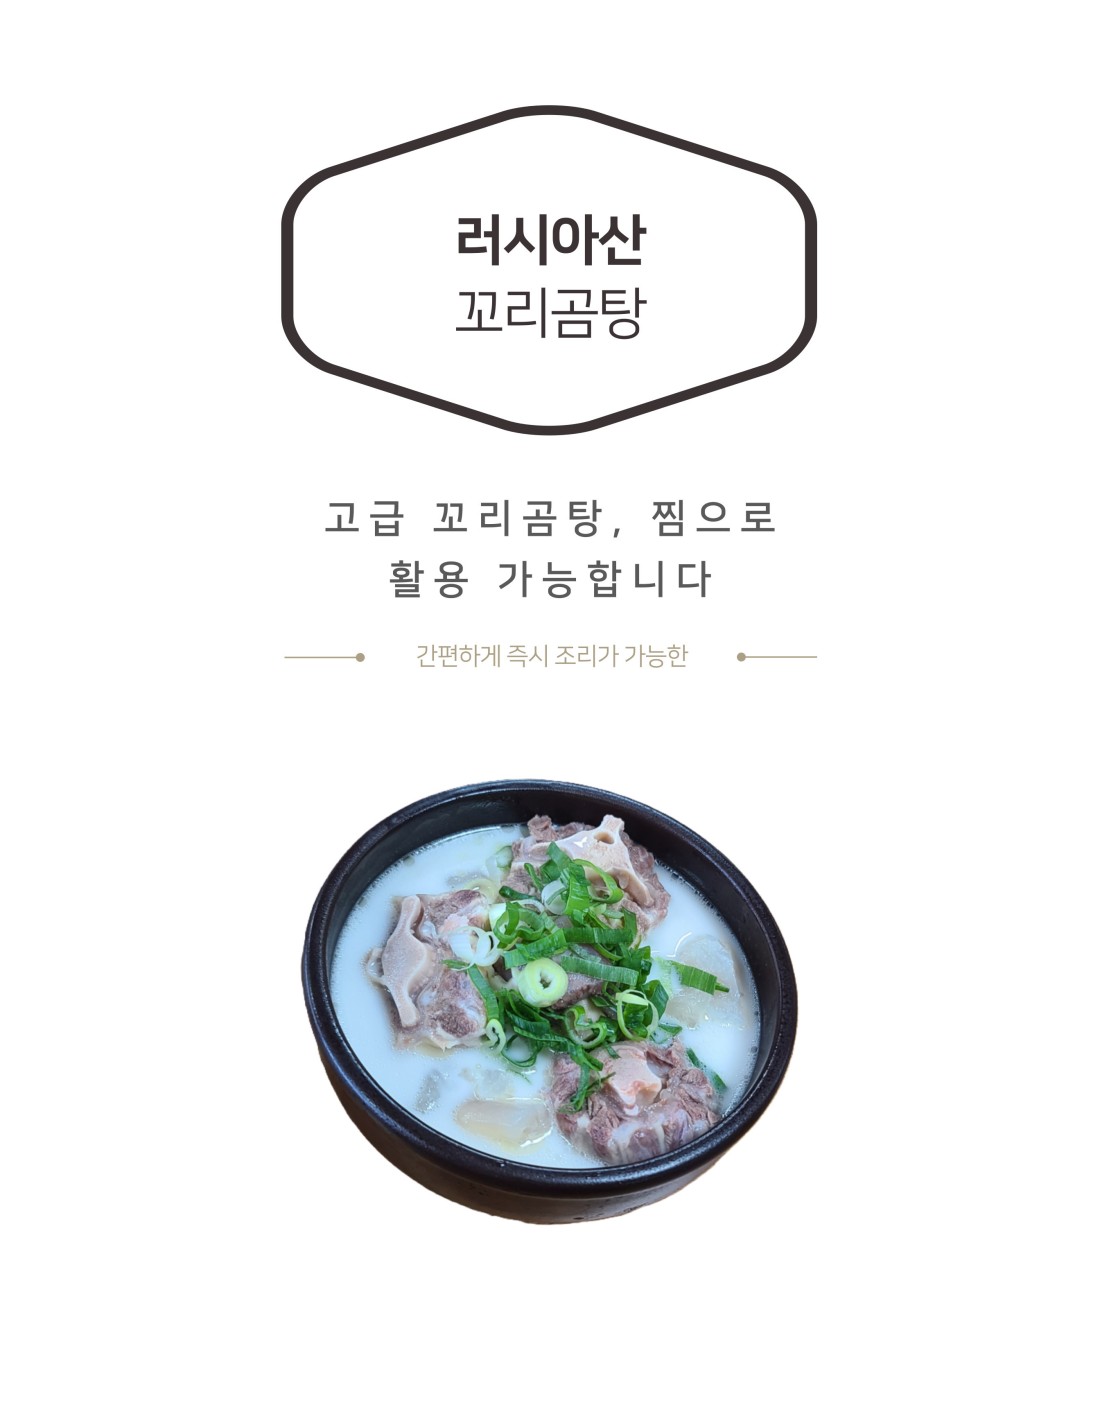 러시아산
꼬리곰탕
고급 꼬리곰탕, 찜으로
활용 가능합니다
간편하게 즉시 조리가 가능한